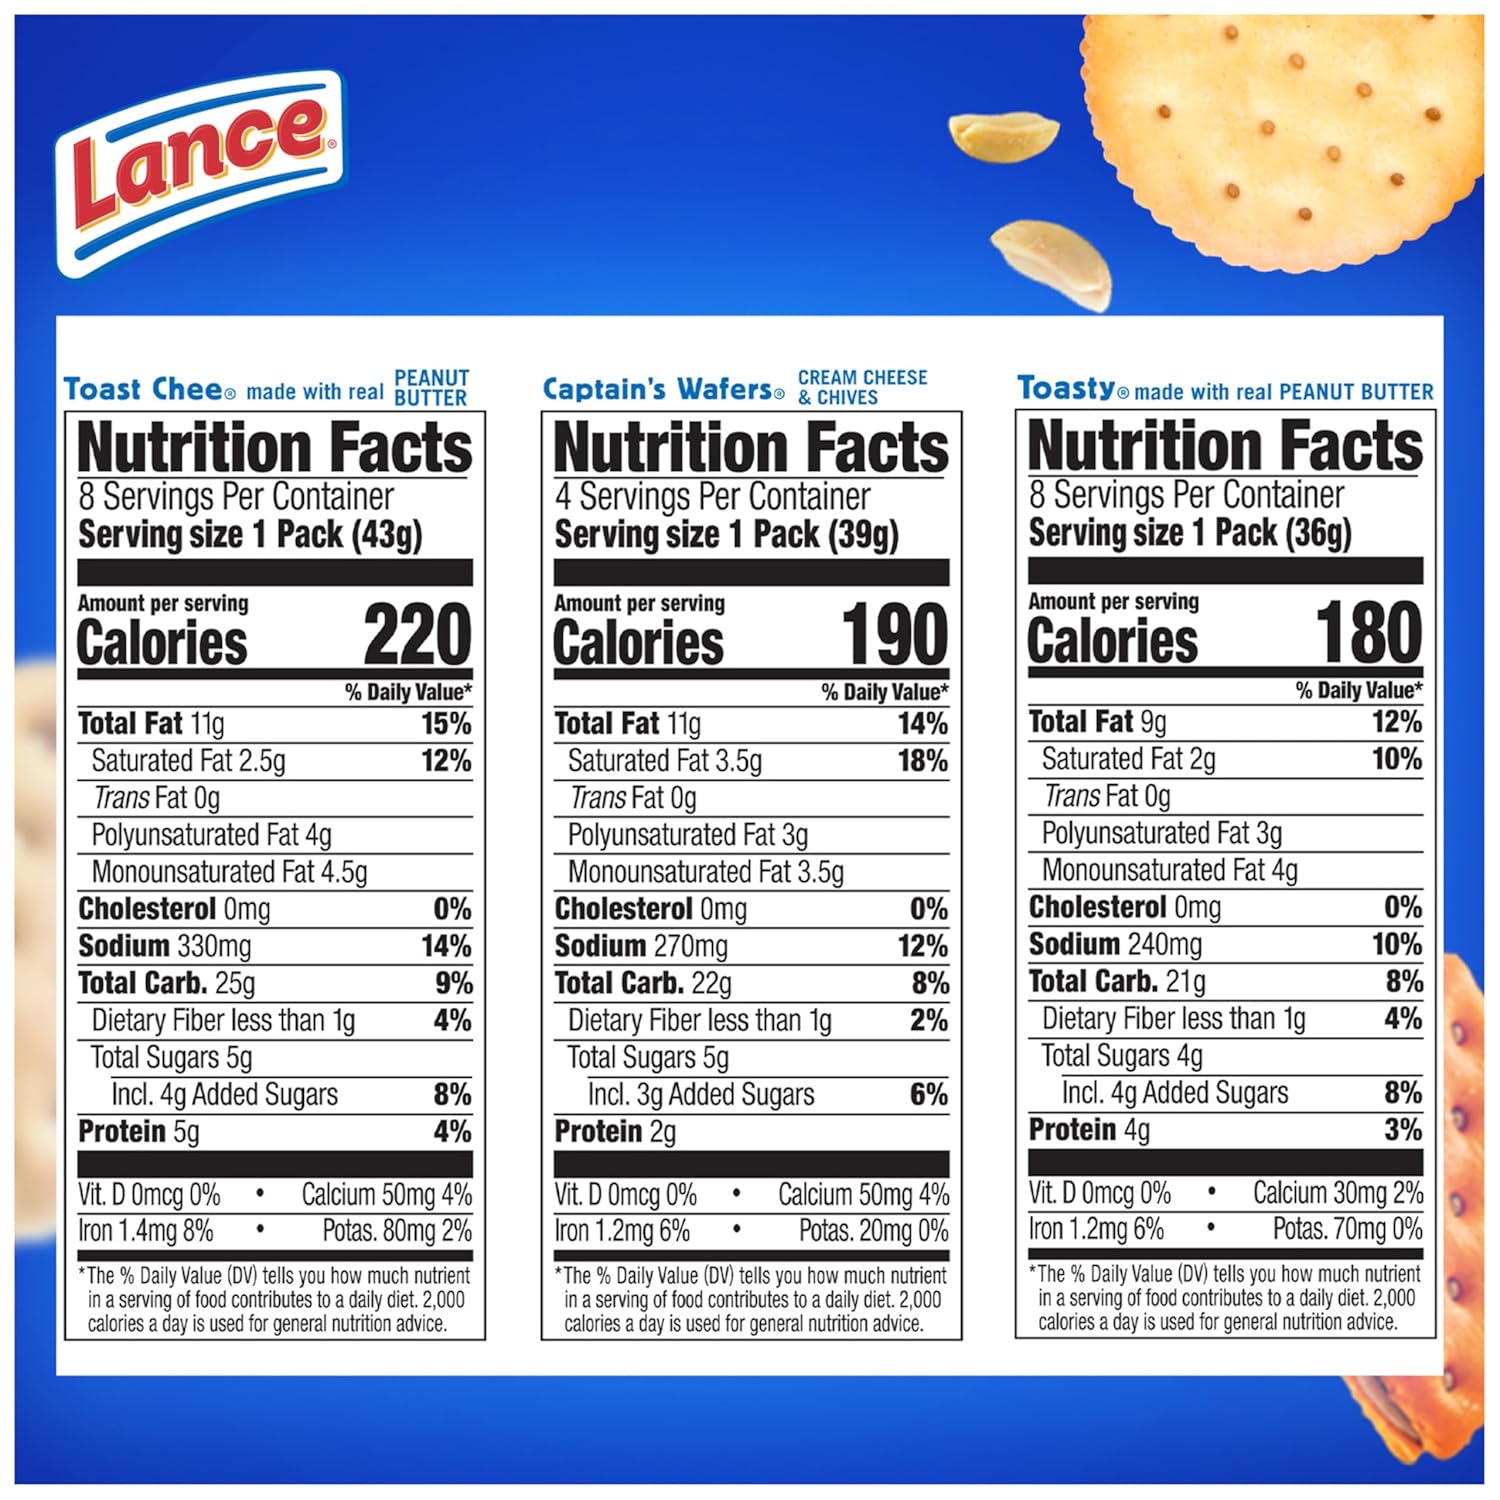 Lance®
Toast Chee® made with real PEANUT BUTTER
Nutrition Facts
8 Servings Per Container
Serving size 1 Pack (43g)
Amount per serving
Calories 220
% Daily Value*
Total Fat 11g 15%
Saturated Fat 2.5g 12%
Trans Fat 0g
Polyunsaturated Fat 4g
Monounsaturated Fat 4.5g
Cholesterol 0mg 0%
Sodium 330mg 14%
Total Carb. 25g 9%
Dietary Fiber less than 1g 4%
Total Sugars 5g
Incl. 4g Added Sugars 8%
Protein 5g 4%
Vit. D 0mcg 0% • Calcium 50mg 4%
Iron 1.4mg 8% • Potas. 80mg 2%
*The % Daily Value (DV) tells you how much nutrient
in a serving of food contributes to a daily diet. 2,000
calories a day is used for general nutrition advice.
Captain's Wafers® CREAM CHEESE
& CHIVES
Nutrition Facts
4 Servings Per Container
Serving size 1 Pack (39g)
Amount per serving
Calories 190
% Daily Value*
Total Fat 11g 14%
Saturated Fat 3.5g 18%
Trans Fat 0g
Polyunsaturated Fat 3g
Monounsaturated Fat 3.5g
Cholesterol 0mg 0%
Sodium 270mg 12%
Total Carb. 22g 8%
Dietary Fiber less than 1g 2%
Total Sugars 5g
Incl. 3g Added Sugars 6%
Protein 2g
Vit. D 0mcg 0% • Calcium 50mg 4%
Iron 1.2mg 6% • Potas. 20mg 0%
*The % Daily Value (DV) tells you how much nutrient
in a serving of food contributes to a daily diet. 2,000
calories a day is used for general nutrition advice.
Toasty® made with real PEANUT BUTTER
Nutrition Facts
8 Servings Per Container
Serving size 1 Pack (36g)
Amount per serving
Calories 180
% Daily Value*
Total Fat 9g 12%
Saturated Fat 2g 10%
Trans Fat 0g
Polyunsaturated Fat 3g
Monounsaturated Fat 4g
Cholesterol 0mg 0%
Sodium 240mg 10%
Total Carb. 21g 8%
Dietary Fiber less than 1g 4%
Total Sugars 4g
Incl. 4g Added Sugars 8%
Protein 4g 3%
Vit. D 0mcg 0% • Calcium 30mg 2%
Iron 1.2mg 6% • Potas. 70mg 0%
*The % Daily Value (DV) tells you how much nutrient
in a serving of food contributes to a daily diet. 2,000
calories a day is used for general nutrition advice.